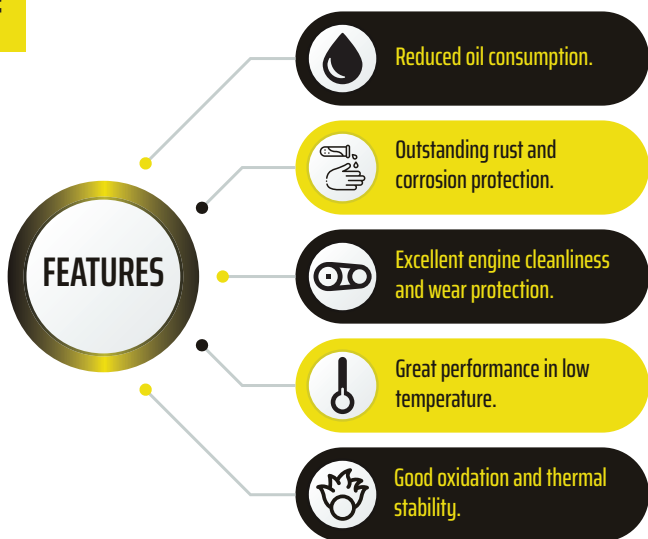 FEATURES
Reduced oil consumption.
Outstanding rust and
corrosion protection.
Excellent engine cleanliness
and wear protection.
Great performance in low
temperature.
Good oxidation and thermal
stability.